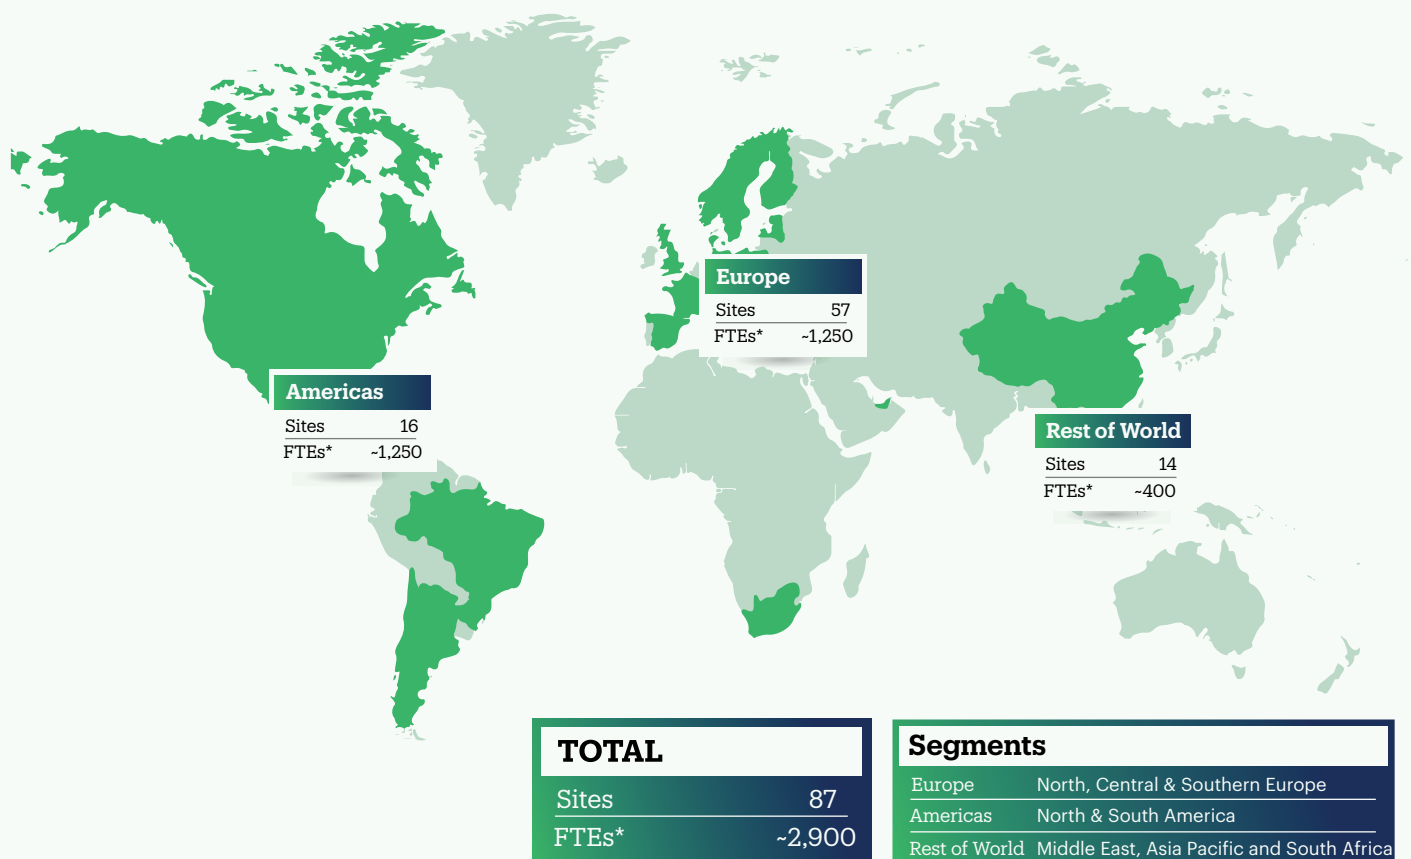 Europe
Sites 57
FTEs* ~1,250
Americas
Sites 16
FTEs* ~1,250
Rest of World
Sites 14
FTEs* ~400
TOTAL
Sites 87
FTEs* ~2,900
Segments
Europe North, Central & Southern Europe
Americas North & South America
Rest of World Middle East, Asia Pacific and South Africa